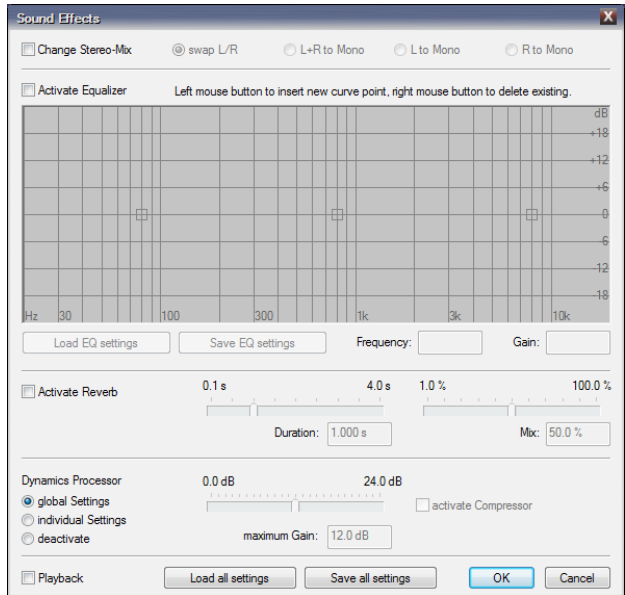 Sound Effects
Change Stereo-Mix swap L/R L+R to Mono L to Mono R to Mono
Activate Equalizer Left mouse button to insert new curve point, right mouse button to delete existing.
dB
+18
+12
+6
0
-6
-12
-18
Hz 30 100 300 1k 3k 10k
Load EQ settings Save EQ settings Frequency: Gain:
Activate Reverb 0.1 s 4.0 s 1.0 % 100.0 %
Duration: 1.000 s Mix: 50.0 %
Dynamics Processor 0.0 dB 24.0 dB
global Settings activate Compressor
individual Settings
deactivate maximum Gain: 12.0 dB
Playback Load all settings Save all settings OK Cancel